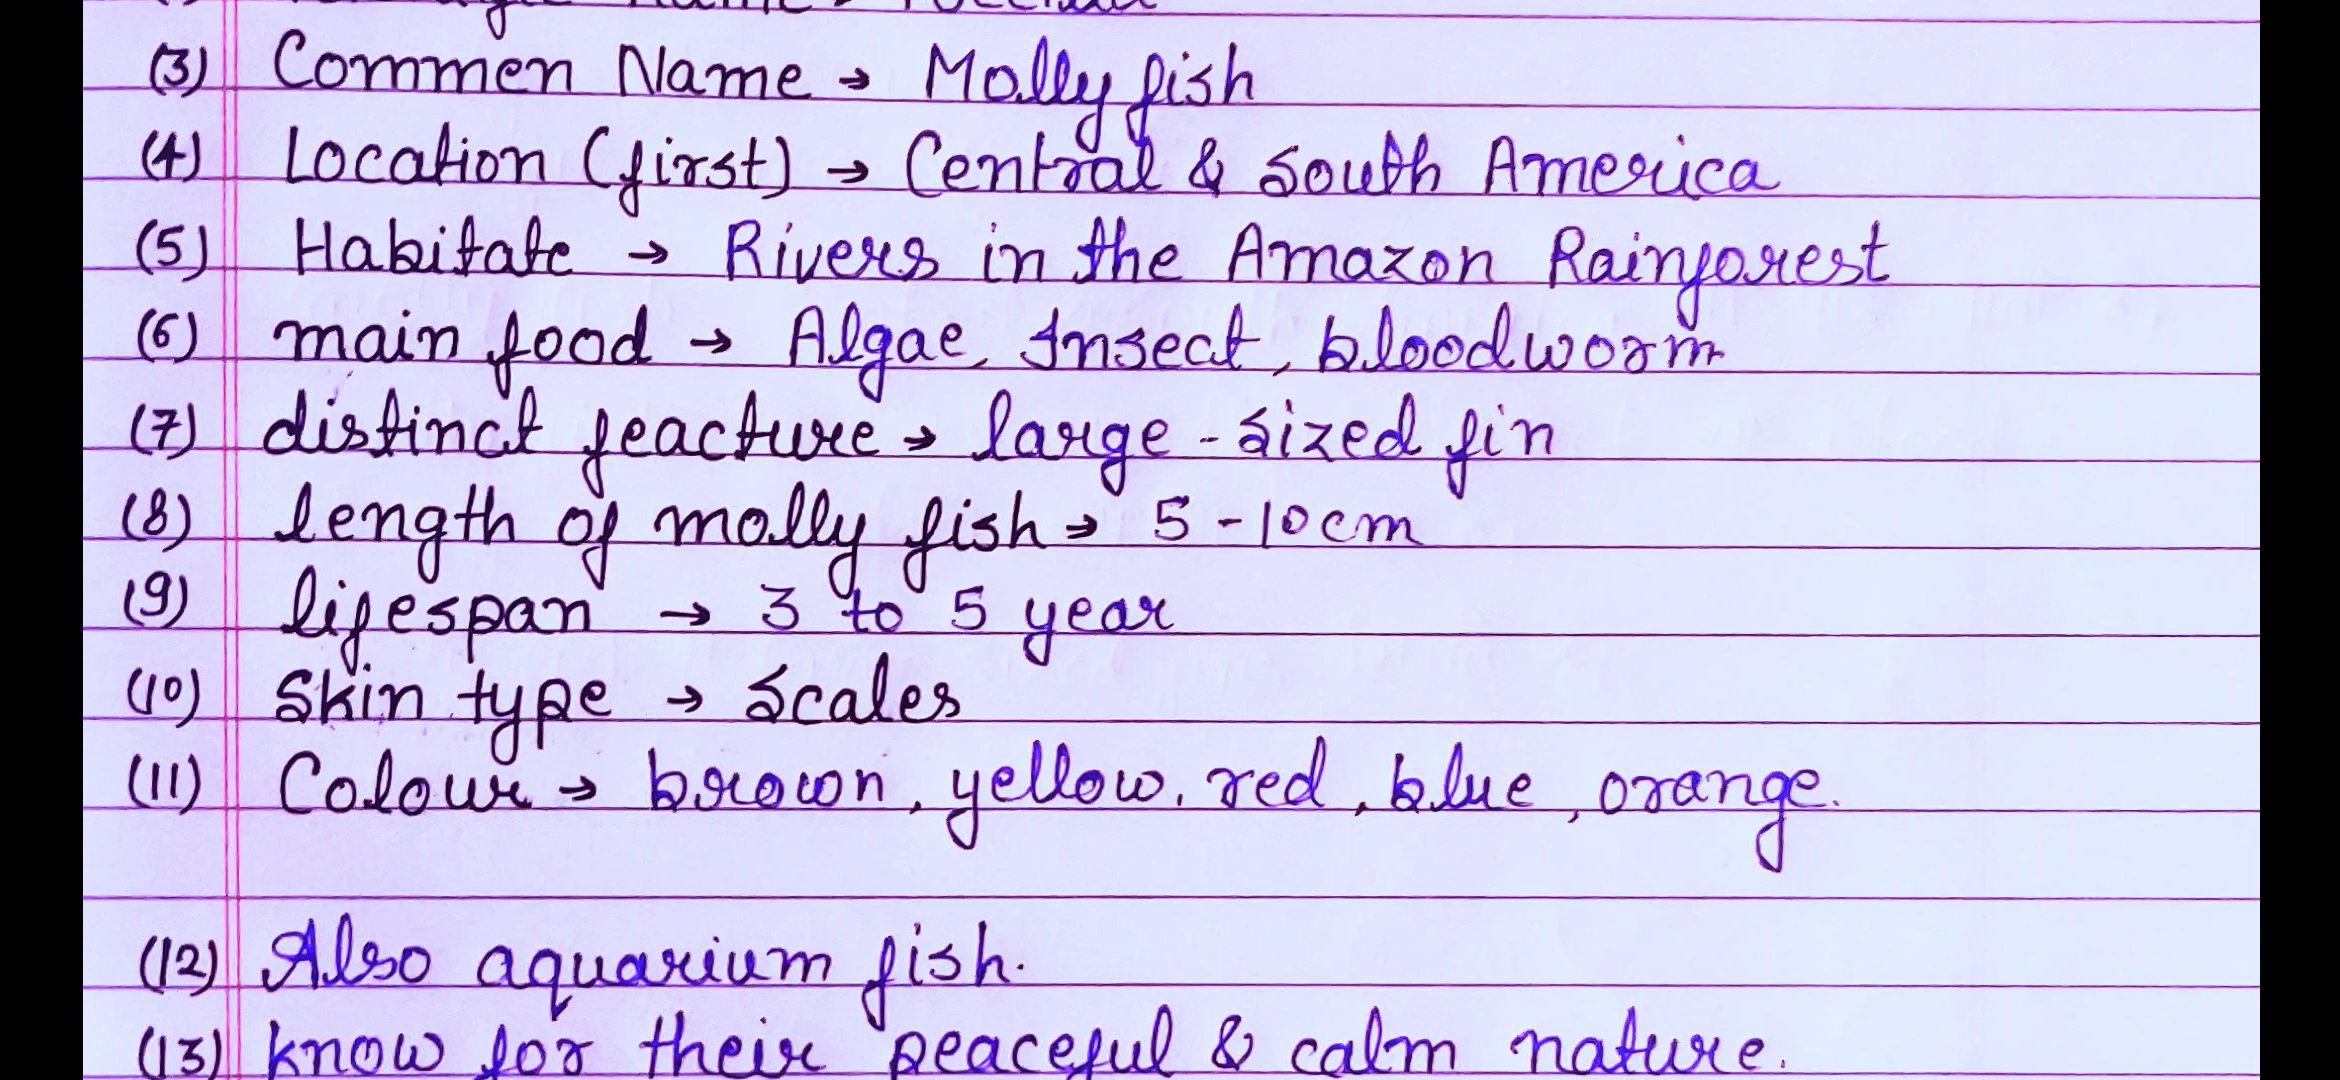 (3) Commen Name → Molly fish
(4) Location (first) → Central & South America
(5) Habitate → Rivers in the Amazon Rainforest
(6) main food → Algae, Insect, bloodworm
(7) distinct feacture → large-sized fin
(8) length of molly fish → 5-10cm
(9) lifespan → 3 to 5 year
(10) Skin type → Scales
(11) Colour → brown, yellow, red, blue, orange.
(12) Also aquarium fish.
(13) know for their peaceful & calm nature.